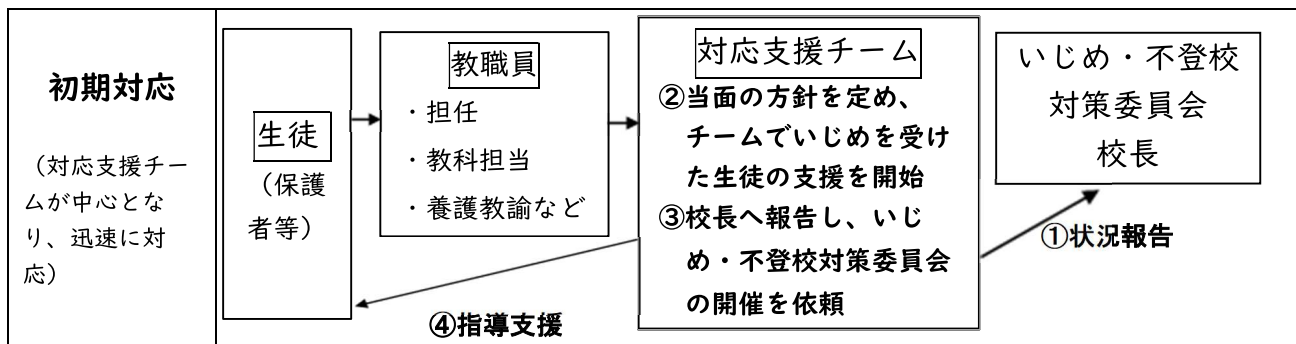 初期対応
（対応支援チー
ムが中心とな
り、迅速に対
応）
生徒
（保護
者等）
教職員
・担任
・教科担当
・養護教諭など
対応支援チーム
②当面の方針を定め、
チームでいじめを受け
た生徒の支援を開始
③校長へ報告し、いじ
め・不登校対策委員会
の開催を依頼
いじめ・不登校
対策委員会
校長
①状況報告
④指導支援